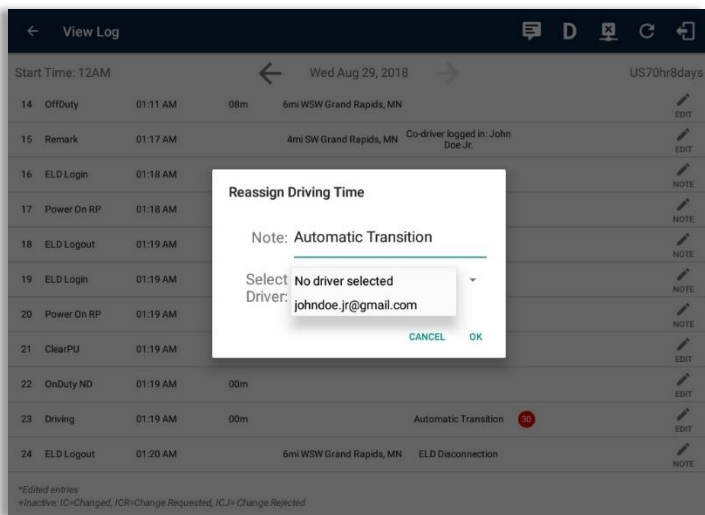 View Log
D
Start Time: 12AM
Wed Aug 29, 2018
US70hr8days
14 OffDuty 01:11 AM 08m 6mi WSW Grand Rapids, MN EDIT
15 Remark 01:17 AM 4mi SW Grand Rapids, MN Co-driver logged in: John Doe Jr. EDIT
16 ELD Login 01:18 AM NOTE
17 Power On RP 01:18 AM NOTE
18 ELD Logout 01:19 AM NOTE
19 ELD Login 01:19 AM NOTE
20 Power On RP 01:19 AM NOTE
21 ClearPU 01:19 AM EDIT
22 OnDuty ND 01:19 AM 00m EDIT
23 Driving 01:19 AM 00m Automatic Transition 30 EDIT
24 ELD Logout 01:20 AM 6mi WSW Grand Rapids, MN ELD Disconnection NOTE
*Edited entries
+Inactive: IC=Changed, ICR=Change Requested, ICJ= Change Rejected
Reassign Driving Time
Note: Automatic Transition
Select Driver:
No driver selected
johndoe.jr@gmail.com
CANCEL OK